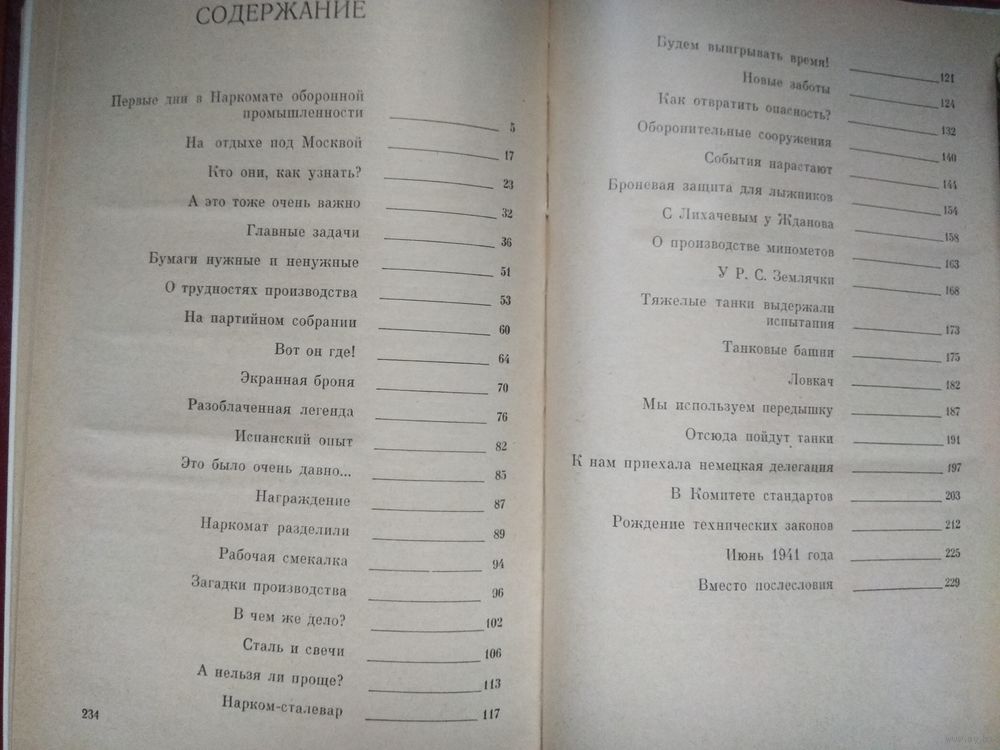 СОДЕРЖАНИЕ
Первые дни в Наркомате оборонной
промышленности 5
На отдыхе под Москвой 17
Кто они, как узнать? 23
А это тоже очень важно 32
Главные задачи 36
Бумаги нужные и ненужные 51
О трудностях производства 53
На партийном собрании 60
Вот он где! 64
Экранная броня 70
Разоблаченная легенда 76
Испанский опыт 82
Это было очень давно... 85
Награждение 87
Наркомат разделили 89
Рабочая смекалка 94
Загадки производства 96
В чем же дело? 102
Сталь и свечи 106
А нельзя ли проще? 113
Нарком-сталевар 117
234
Будем выигрывать время! 121
Новые заботы 124
Как отвратить опасность? 132
Оборонительные сооружения 140
События нарастают 144
Броневая защита для лыжников 154
С Лихачевым у Жданова 158
О производстве минометов 163
У Р. С. Землячки 168
Тяжелые танки выдержали
испытания 173
Танковые башни 175
Ловкач 182
Мы используем передышку 187
Отсюда пойдут танки 191
К нам приехала немецкая делегация 197
В Комитете стандартов 203
Рождение технических законов 212
Июнь 1941 года 225
Вместо послесловия 229